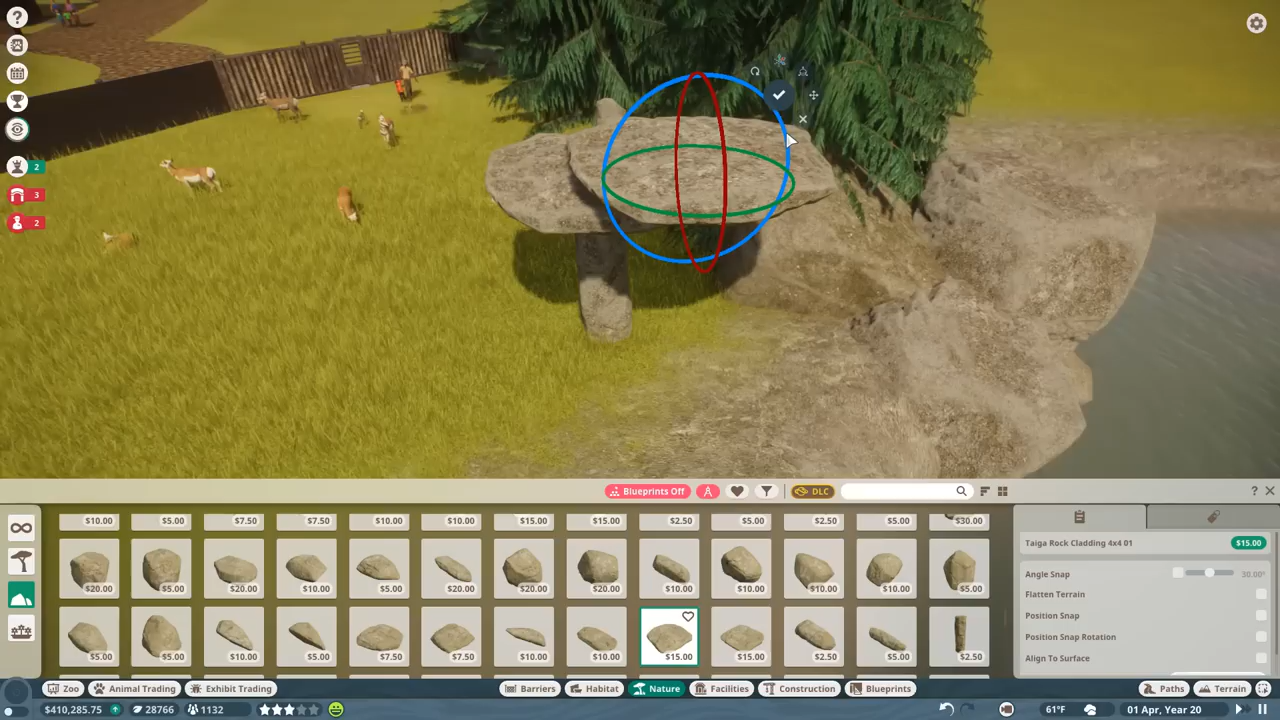 ?
2
3
2
Blueprints Off
DLC
? ×
$10.00 $5.00 $7.50 $7.50 $10.00 $10.00 $15.00 $15.00 $2.50 $5.00 $2.50 $5.00 $30.00
$20.00 $5.00 $20.00 $10.00 $5.00 $20.00 $20.00 $20.00 $10.00 $10.00 $10.00 $10.00 $5.00
$5.00 $5.00 $10.00 $5.00 $7.50 $7.50 $10.00 $10.00 $15.00 $15.00 $2.50 $5.00 $2.50
Taiga Rock Cladding 4x4 01 $15.00
Angle Snap 30.00°
Flatten Terrain
Position Snap
Position Snap Rotation
Align To Surface
Zoo Animal Trading Exhibit Trading Barriers Habitat Nature Facilities Construction Blueprints Paths Terrain
$410,285.75 28766 1132 61°F 01 Apr, Year 20